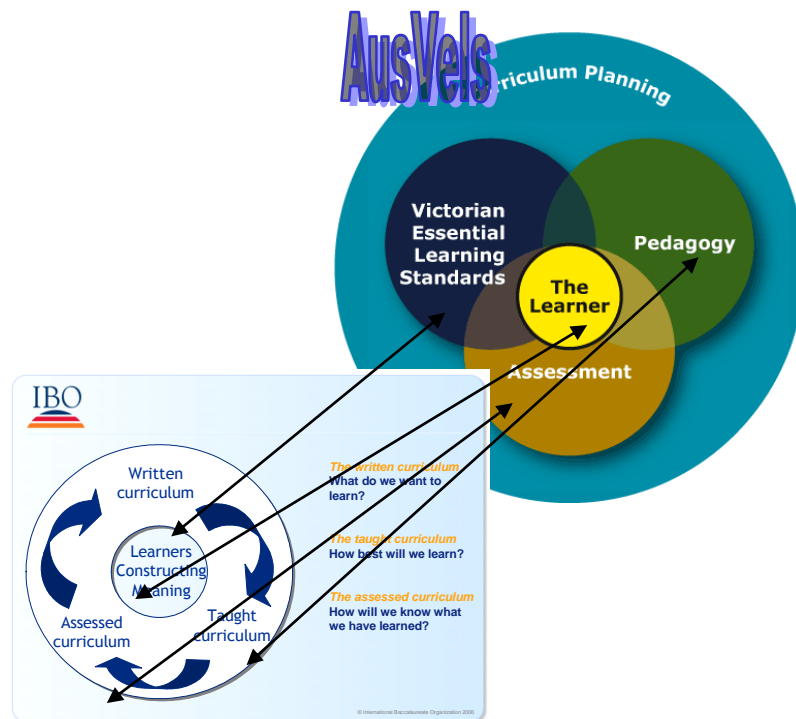 AusVels
rriculum Planning
Victorian
Essential
Learning
Standards
Pedagogy
The
Learner
Assessment
IBO
Written
curriculum
Learners
Constructing
Meaning
Assessed
curriculum
Taught
curriculum
The written curriculum
What do we want to
learn?
The taught curriculum
How best will we learn?
The assessed curriculum
How will we know what
we have learned?
© International Baccalaureate Organization 2006